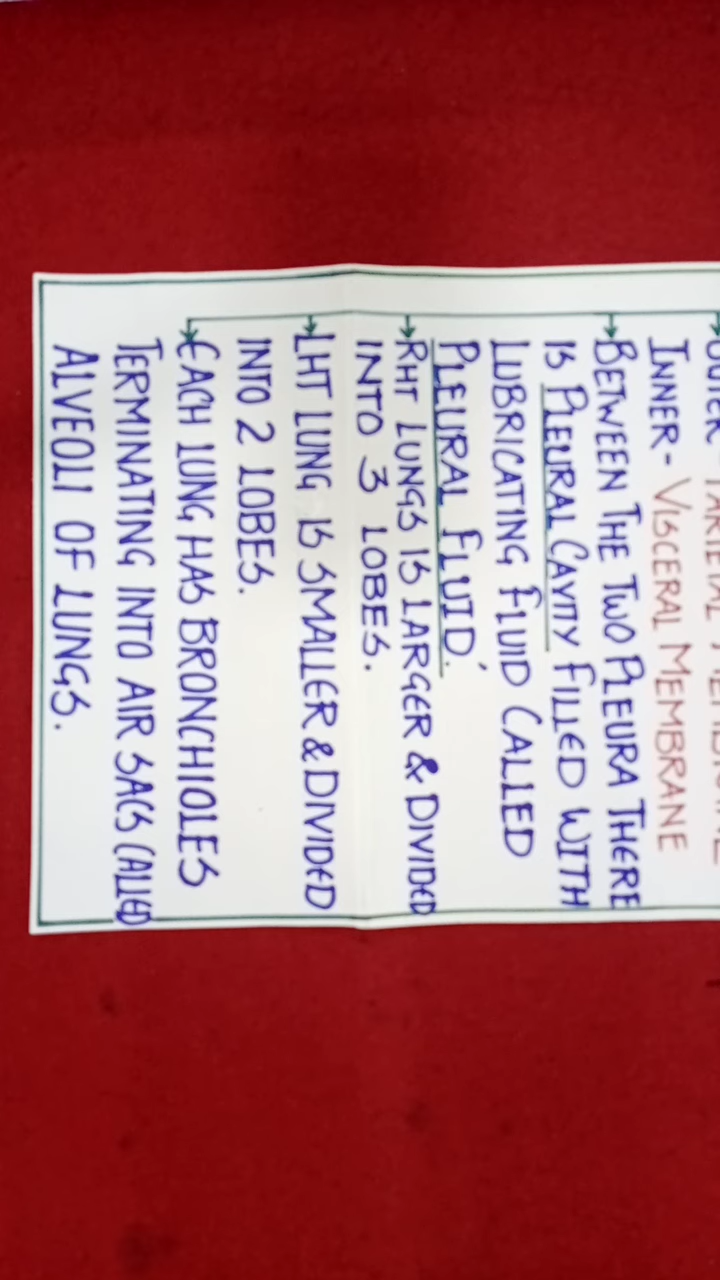 INNER- VISCERAL MEMBRANE
BETWEEN THE TWO PLEURA THERE
IS PLEURAL CAVITY FILLED WITH
LUBRICATING FLUID CALLED
PLEURAL FLUID.
RHT LUNGS IS LARGER & DIVIDED
INTO 3 LOBES.
LHT LUNG IS SMALLER & DIVIDED
INTO 2 LOBES.
EACH LUNG HAS BRONCHIOLES
TERMINATING INTO AIR SACS CALLED
ALVEOLI OF LUNGS.